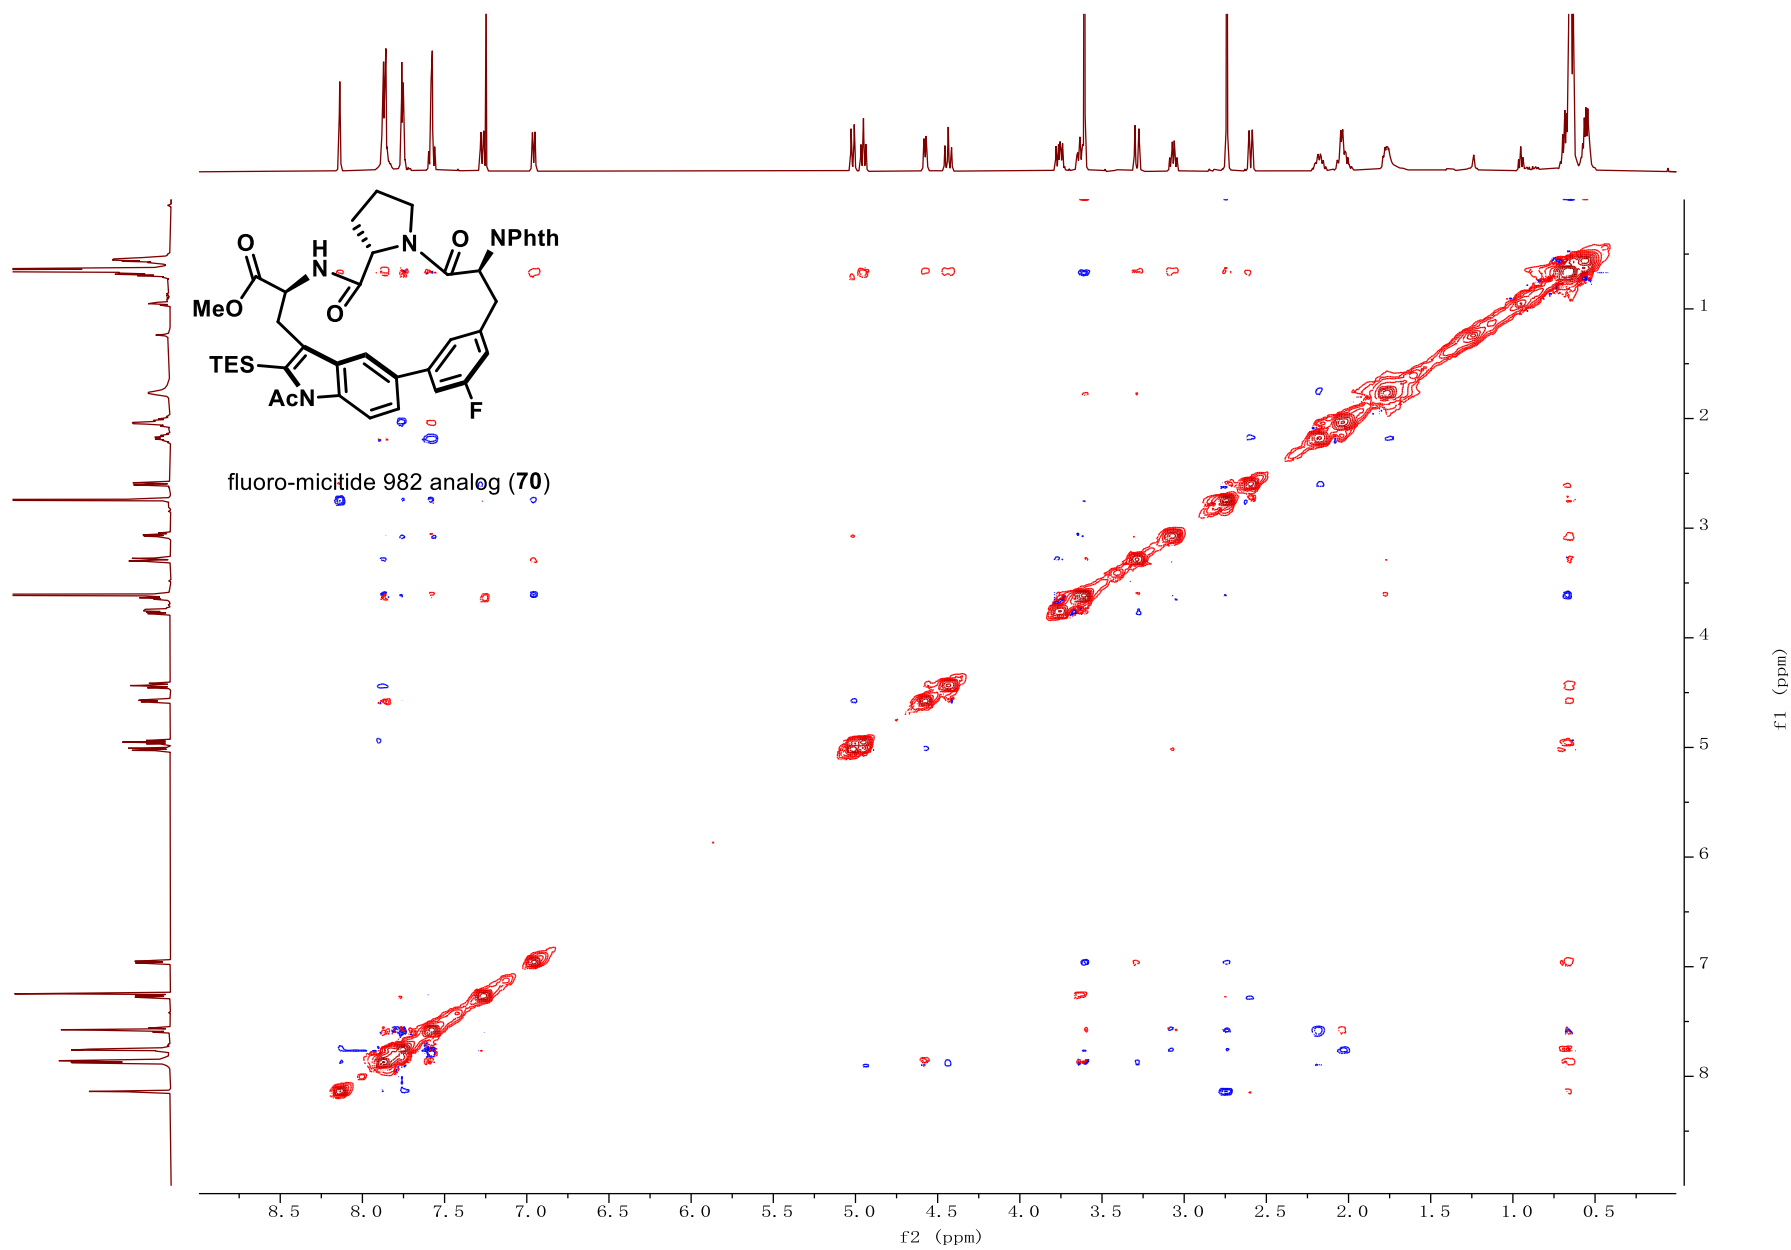 O
H
N
N
O
NPhth
MeO
O
O
TES
AcN
F
fluoro-micitide 982 analog (70)
1
2
3
4
5
6
7
8
f1 (ppm)
8.5 8.0 7.5 7.0 6.5 6.0 5.5 5.0 4.5 4.0 3.5 3.0 2.5 2.0 1.5 1.0 0.5
f2 (ppm)